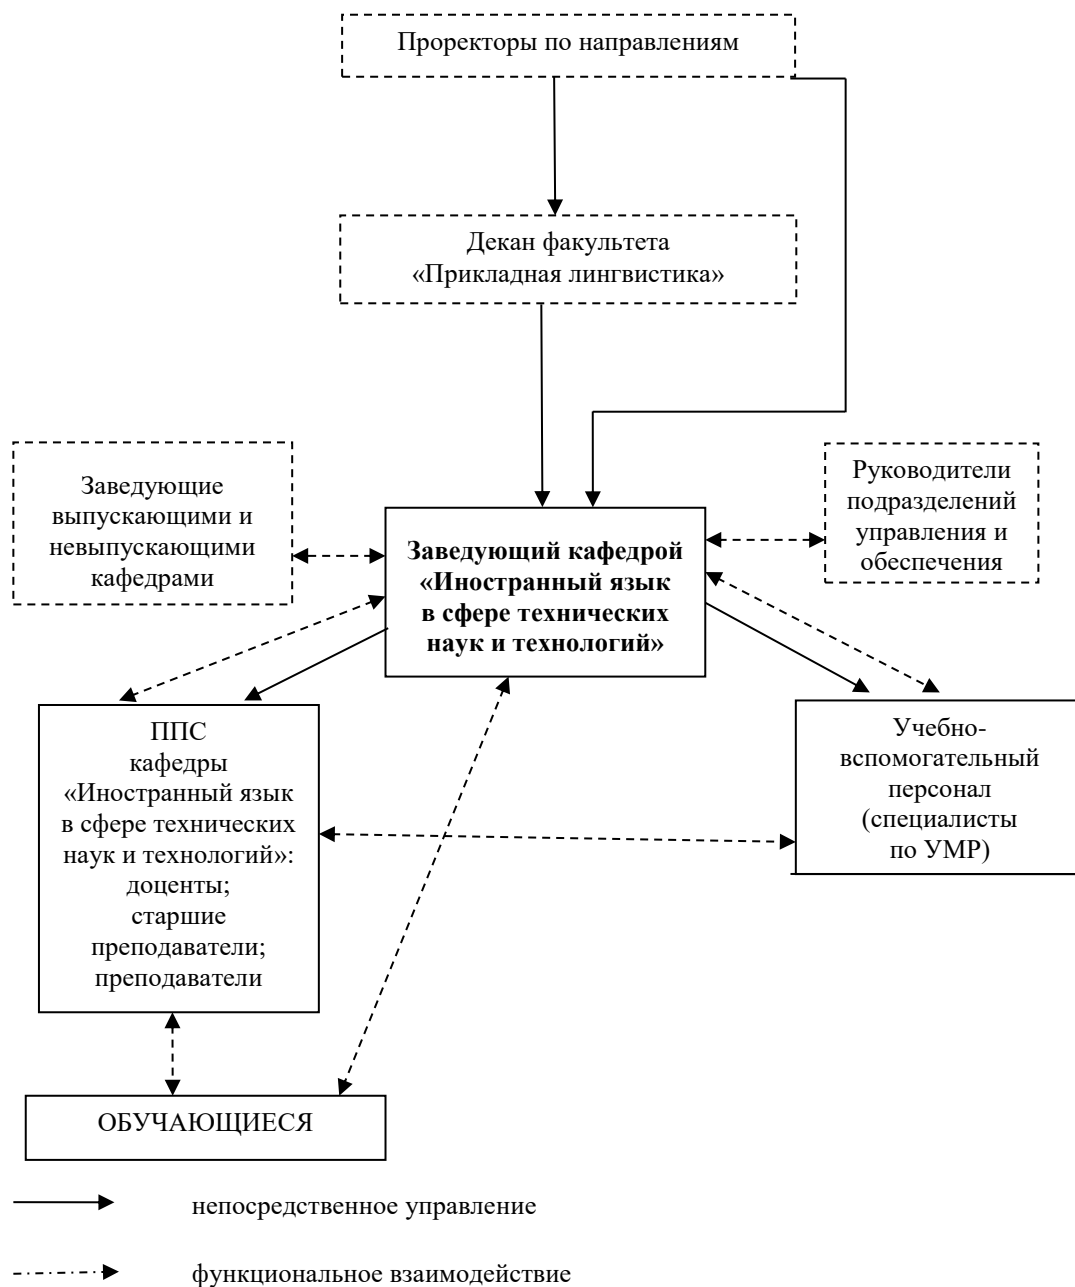 Проректоры по направлениям
Декан факультета
«Прикладная лингвистика»
Заведующие
выпускающими и
невыпускающими
кафедрами
Руководители
подразделений
управления и
обеспечения
Заведующий кафедрой
«Иностранный язык
в сфере технических
наук и технологий»
ППС
кафедры
«Иностранный язык
в сфере технических
наук и технологий»:
доценты;
старшие
преподаватели;
преподаватели
Учебно-
вспомогательный
персонал
(специалисты
по УМР)
ОБУЧАЮЩИЕСЯ
непосредственное управление
функциональное взаимодействие